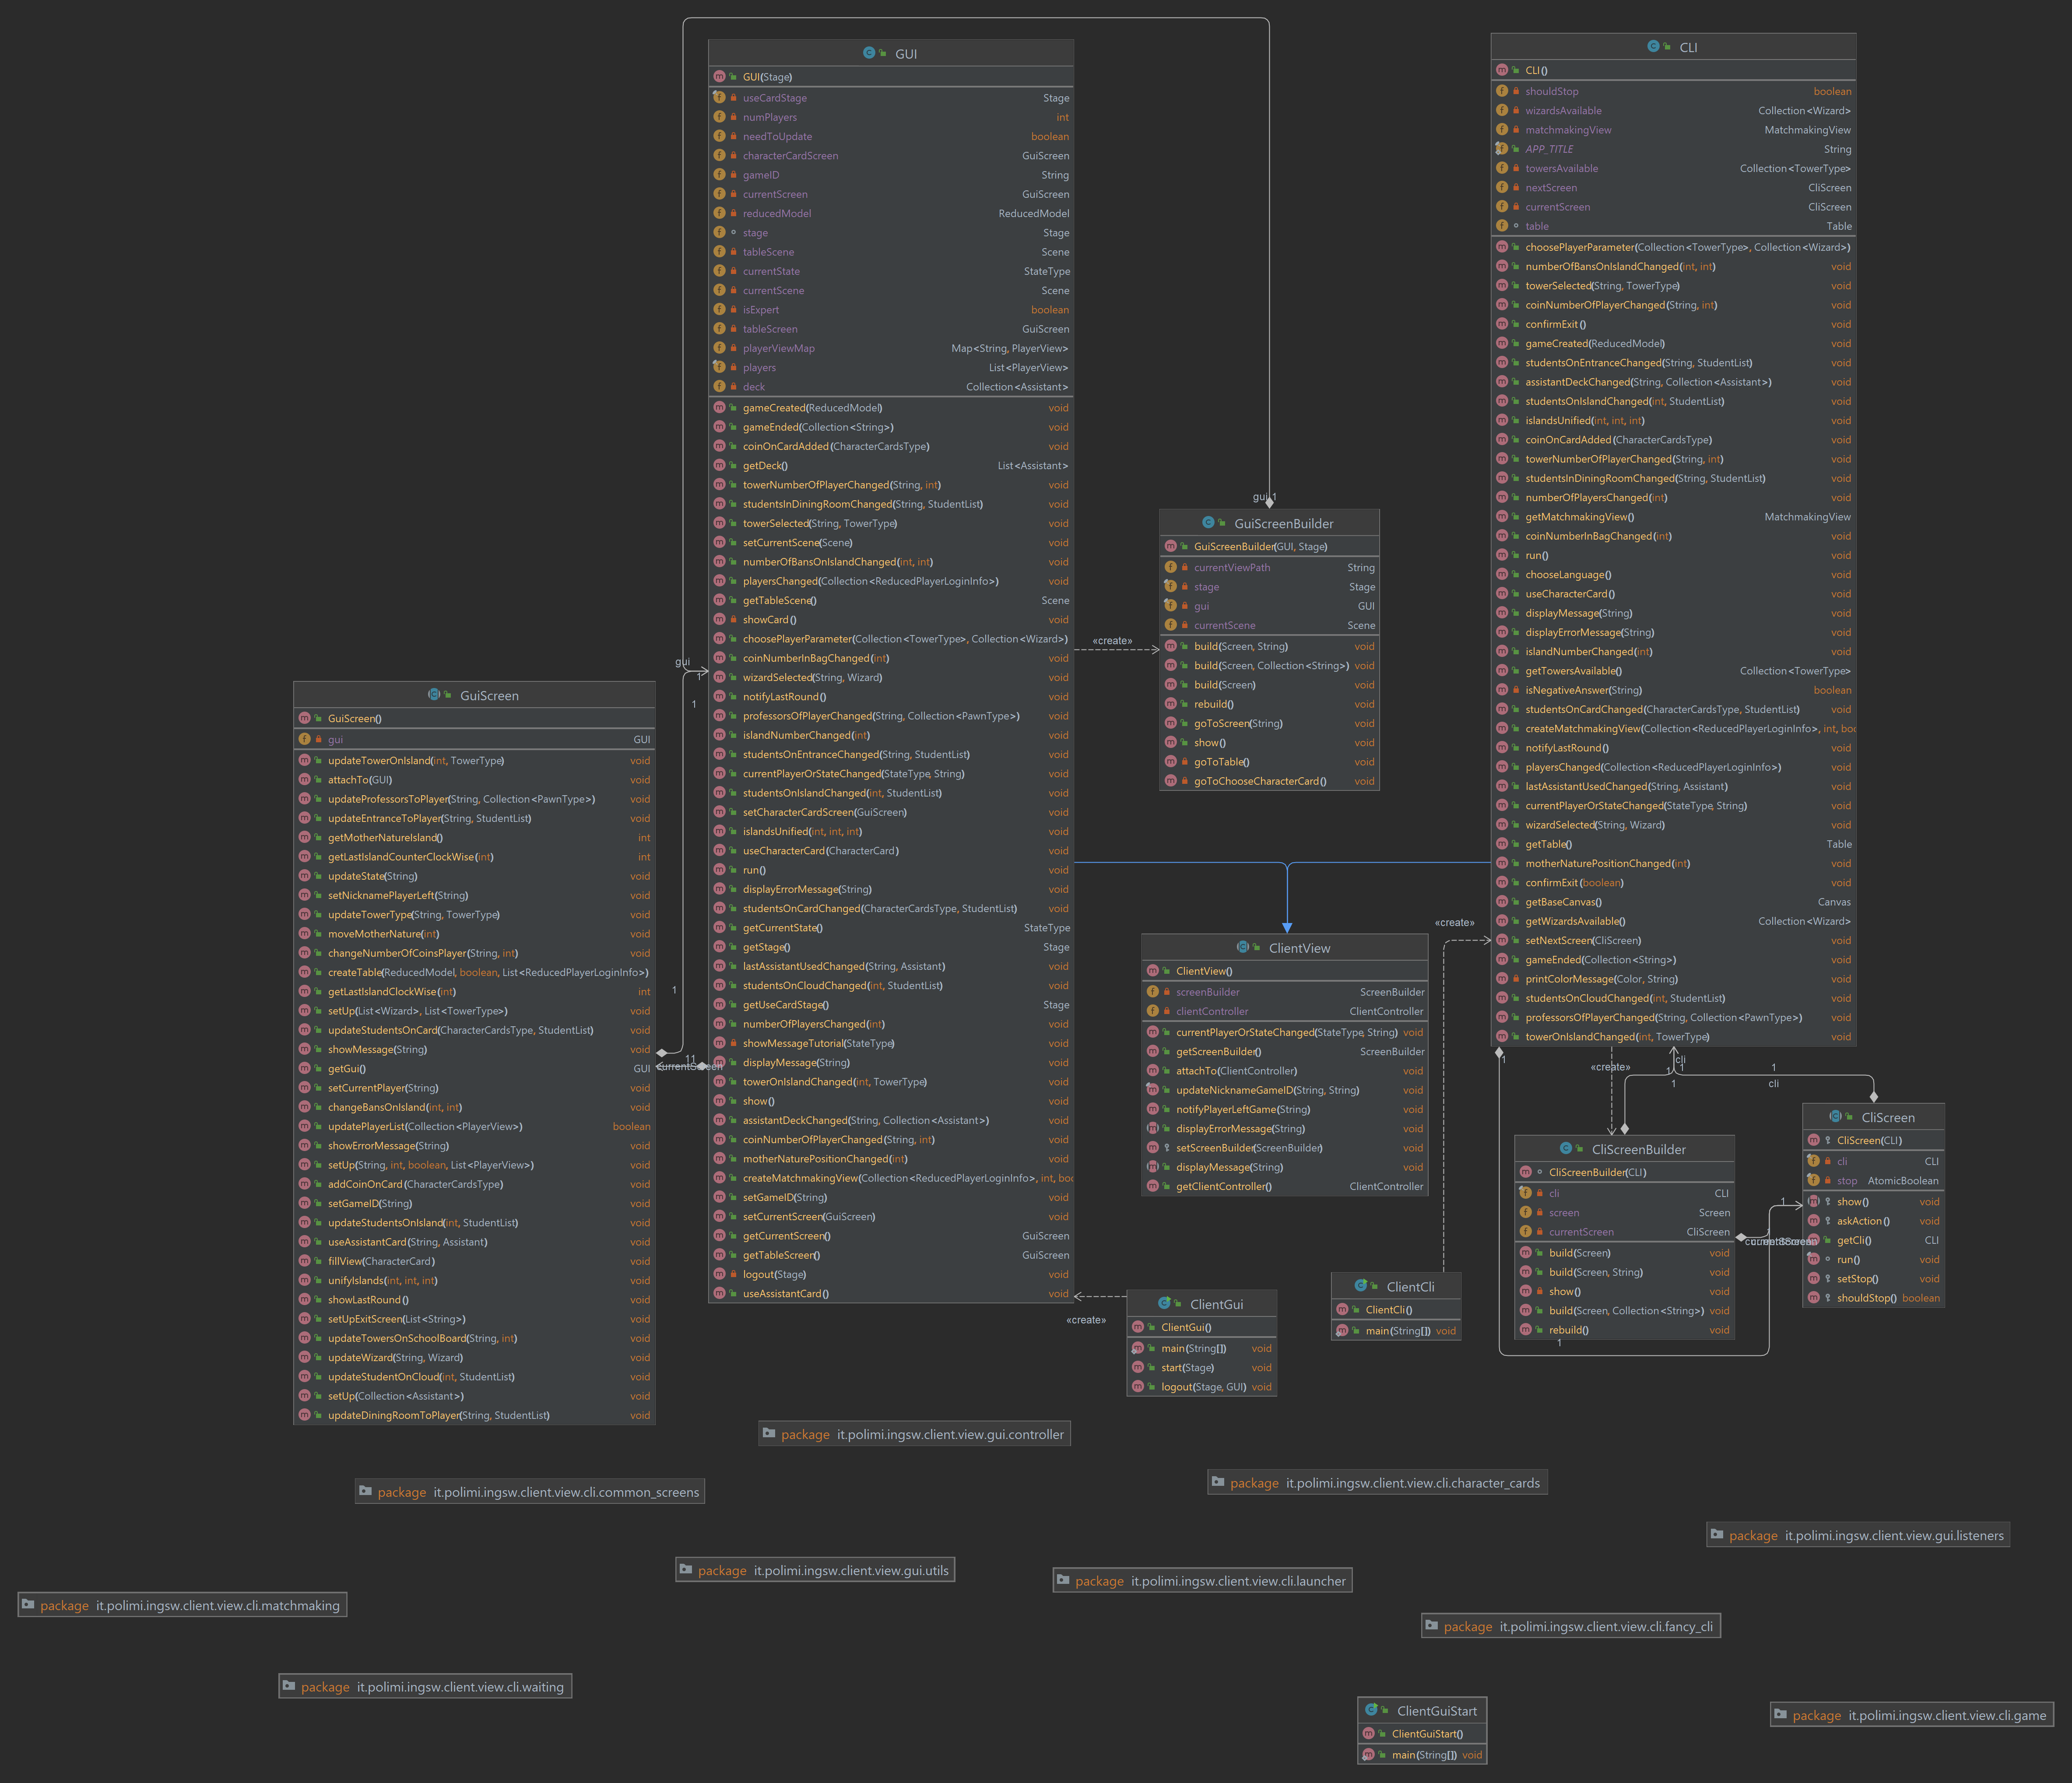 GUI
GUI(Stage)
useCardStage Stage
numPlayers int
needToUpdate boolean
characterCardScreen GuiScreen
gameID String
currentScreen GuiScreen
reducedModel ReducedModel
stage Stage
tableScene Scene
currentState StateType
currentScene Scene
isExpert boolean
tableScreen GuiScreen
playerViewMap Map<String, PlayerView>
players List<PlayerView>
deck Collection<Assistant>
gameCreated(ReducedModel) void
gameEnded(Collection<String>) void
coinOnCardAdded(CharacterCardsType) void
getDeck() List<Assistant>
towerNumberOfPlayerChanged(String, int) void
studentsInDiningRoomChanged(String, StudentList) void
towerSelected(String, TowerType) void
setCurrentScene(Scene) void
numberOfBansOnIslandChanged(int, int) void
playersChanged(Collection<ReducedPlayerLoginInfo>) void
getTableScene() Scene
showCard() void
choosePlayerParameter(Collection<TowerType>, Collection<Wizard>)
coinNumberInBagChanged(int) void
wizardSelected(String, Wizard) void
notifyLastRound() void
professorsOfPlayerChanged(String, Collection<PawnType>) void
islandNumberChanged(int) void
studentsOnEntranceChanged(String, StudentList) void
currentPlayerOrStateChanged(StateType, String) void
studentsOnIslandChanged(int, StudentList) void
setCharacterCardScreen(GuiScreen) void
islandsUnified(int, int, int) void
useCharacterCard(CharacterCard) void
run() void
displayErrorMessage(String) void
studentsOnCardChanged(CharacterCardsType, StudentList) void
getCurrentState() StateType
getStage() Stage
lastAssistantUsedChanged(String, Assistant) void
studentsOnCloudChanged(int, StudentList) void
getUseCardStage() Stage
numberOfPlayersChanged(int) void
showMessageTutorial(StateType) void
displayMessage(String) void
towerOnIslandChanged(int, TowerType) void
show() void
assistantDeckChanged(String, Collection<Assistant>) void
coinNumberOfPlayerChanged(String, int) void
motherNaturePositionChanged(int) void
createMatchmakingView(Collection<ReducedPlayerLoginInfo>, int, boo
setGameID(String) void
setCurrentScreen(GuiScreen) void
getCurrentScreen() GuiScreen
getTableScreen() GuiScreen
logout(Stage) void
useAssistantCard() void
CLI
CLI()
shouldStop boolean
wizardsAvailable Collection<Wizard>
matchmakingView MatchmakingView
APP_TITLE String
towersAvailable Collection<TowerType>
nextScreen CliScreen
currentScreen CliScreen
table Table
choosePlayerParameter(Collection<TowerType>, Collection<Wizard>)
numberOfBansOnIslandChanged(int, int) void
towerSelected(String, TowerType) void
coinNumberOfPlayerChanged(String, int) void
confirmExit() void
gameCreated(ReducedModel) void
studentsOnEntranceChanged(String, StudentList) void
assistantDeckChanged(String, Collection<Assistant>) void
studentsOnIslandChanged(int, StudentList) void
islandsUnified(int, int, int) void
coinOnCardAdded(CharacterCardsType) void
towerNumberOfPlayerChanged(String, int) void
studentsInDiningRoomChanged(String, StudentList) void
numberOfPlayersChanged(int) void
getMatchmakingView() MatchmakingView
coinNumberInBagChanged(int) void
run() void
chooseLanguage() void
useCharacterCard() void
displayMessage(String) void
displayErrorMessage(String) void
islandNumberChanged(int) void
getTowersAvailable() Collection<TowerType>
isNegativeAnswer(String) boolean
studentsOnCardChanged(CharacterCardsType, StudentList) void
createMatchmakingView(Collection<ReducedPlayerLoginInfo>, int, boo
notifyLastRound() void
playersChanged(Collection<ReducedPlayerLoginInfo>) void
lastAssistantUsedChanged(String, Assistant) void
currentPlayerOrStateChanged(StateType, String) void
wizardSelected(String, Wizard) void
getTable() Table
motherNaturePositionChanged(int) void
confirmExit(boolean) void
getBaseCanvas() Canvas
getWizardsAvailable() Collection<Wizard>
setNextScreen(CliScreen) void
gameEnded(Collection<String>) void
printColorMessage(Color, String) void
studentsOnCloudChanged(int, StudentList) void
professorsOfPlayerChanged(String, Collection<PawnType>) void
towerOnIslandChanged(int, TowerType) void
gui 1
GuiScreenBuilder
GuiScreenBuilder(GUI, Stage)
currentViewPath String
stage Stage
gui GUI
currentScene Scene
build(Screen, String) void
build(Screen, Collection<String>) void
build(Screen) void
rebuild() void
goToScreen(String) void
show() void
goToTable() void
goToChooseCharacterCard() void
«create»
gui
1
1
1
11
currentScreen
GuiScreen
GuiScreen()
gui GUI
updateTowerOnIsland(int, TowerType) void
attachTo(GUI) void
updateProfessorsToPlayer(String, Collection<PawnType>) void
updateEntranceToPlayer(String, StudentList) void
getMotherNatureIsland() int
getLastIslandCounterClockWise(int) int
updateState(String) void
setNicknamePlayerLeft(String) void
updateTowerType(String, TowerType) void
moveMotherNature(int) void
changeNumberOfCoinsPlayer(String, int) void
createTable(ReducedModel, boolean, List<ReducedPlayerLoginInfo>)
getLastIslandClockWise(int) int
setUp(List<Wizard>, List<TowerType>) void
updateStudentsOnCard(CharacterCardsType, StudentList) void
showMessage(String) void
getGui() GUI
setCurrentPlayer(String) void
changeBansOnIsland(int, int) void
updatePlayerList(Collection<PlayerView>) boolean
showErrorMessage(String) void
setUp(String, int, boolean, List<PlayerView>) void
addCoinOnCard(CharacterCardsType) void
setGameID(String) void
updateStudentsOnIsland(int, StudentList) void
useAssistantCard(String, Assistant) void
fillView(CharacterCard) void
unifyIslands(int, int, int) void
showLastRound() void
setUpExitScreen(List<String>) void
updateTowersOnSchoolBoard(String, int) void
updateWizard(String, Wizard) void
updateStudentOnCloud(int, StudentList) void
setUp(Collection<Assistant>) void
updateDiningRoomToPlayer(String, StudentList) void
ClientView
ClientView()
screenBuilder ScreenBuilder
clientController ClientController
currentPlayerOrStateChanged(StateType, String) void
getScreenBuilder() ScreenBuilder
attachTo(ClientController) void
updateNicknameGameID(String, String) void
notifyPlayerLeftGame(String) void
displayErrorMessage(String) void
setScreenBuilder(ScreenBuilder) void
displayMessage(String) void
getClientController() ClientController
«create»
«create»
1
cli
1
1
1
1
cli
CliScreen
CliScreen(CLI)
cli CLI
stop AtomicBoolean
show() void
askAction() void
getCli() CLI
run() void
setStop() void
shouldStop() boolean
CliScreenBuilder
CliScreenBuilder(CLI)
cli CLI
screen Screen
currentScreen CliScreen
build(Screen) void
build(Screen, String) void
show() void
build(Screen, Collection<String>) void
rebuild() void
1
1
1
ClientCli
ClientCli()
main(String[]) void
«create»
ClientGui
ClientGui()
main(String[]) void
start(Stage) void
logout(Stage, GUI) void
package it.polimi.ingsw.client.view.gui.controller
package it.polimi.ingsw.client.view.cli.character_cards
package it.polimi.ingsw.client.view.cli.common_screens
package it.polimi.ingsw.client.view.gui.listeners
package it.polimi.ingsw.client.view.gui.utils
package it.polimi.ingsw.client.view.cli.launcher
package it.polimi.ingsw.client.view.cli.matchmaking
package it.polimi.ingsw.client.view.cli.fancy_cli
package it.polimi.ingsw.client.view.cli.waiting
ClientGuiStart
ClientGuiStart()
main(String[]) void
package it.polimi.ingsw.client.view.cli.game